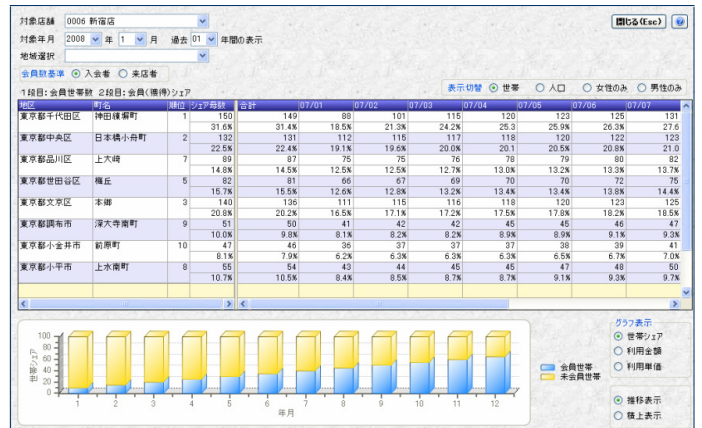 対象店舗 0006 新宿店 閉じる(Esc)
対象年月 2008 年 1 月 過去 01 年間の表示
地域選択
会員数基準 入会者 来店者
1段目:会員世帯数 2段目:会員(獲得)シェア 表示切替 世帯 人口 女性のみ 男性のみ
地区 町名 順位 シェア母数 合計 07/01 07/02 07/03 07/04 07/05 07/06 07/07
東京都千代田区 神田練塀町 1 150 149 88 101 115 120 123 125 131
31.6% 31.4% 18.5% 21.3% 24.2% 25.3 25.9% 26.3% 27.6
東京都中央区 日本橋小舟町 2 132 131 112 115 117 118 120 122 123
22.5% 22.4% 19.1% 19.6% 20.0% 20.1 20.5% 20.8% 21.0
東京都品川区 上大崎 7 89 87 75 75 76 78 79 80 82
14.8% 14.5% 12.5% 12.5% 12.7% 13.0% 13.2% 13.3% 13.7%
東京都世田谷区 梅丘 5 82 81 66 67 69 70 70 72 75
15.7% 15.5% 12.6% 12.8% 13.2% 13.4% 13.4% 13.8% 14.4%
東京都文京区 本郷 3 140 136 111 115 116 118 120 123 125
20.8% 20.2% 16.5% 17.1% 17.2% 17.5% 17.8% 18.2% 18.5%
東京都調布市 深大寺南町 9 51 50 41 42 42 45 45 46 47
10.0% 9.8% 8.1% 8.2% 8.2% 8.9% 8.9% 9.1% 9.3%
東京都小金井市 前原町 10 47 46 36 37 37 37 38 39 41
8.1% 7.9% 6.2% 6.3% 6.3% 6.3% 6.5% 6.7% 7.0%
東京都小平市 上水南町 8 55 54 43 44 45 45 47 48 50
10.7% 10.5% 8.4% 8.5% 8.7% 8.7% 9.1% 9.3% 9.7%
グラフ表示
世帯シェア
利用金額
利用単価
推移表示
積上表示
100
80
60
40
20
0
世帯シェア
1 2 3 4 5 6 7 8 9 10 11 12
年月
会員世帯
未会員世帯